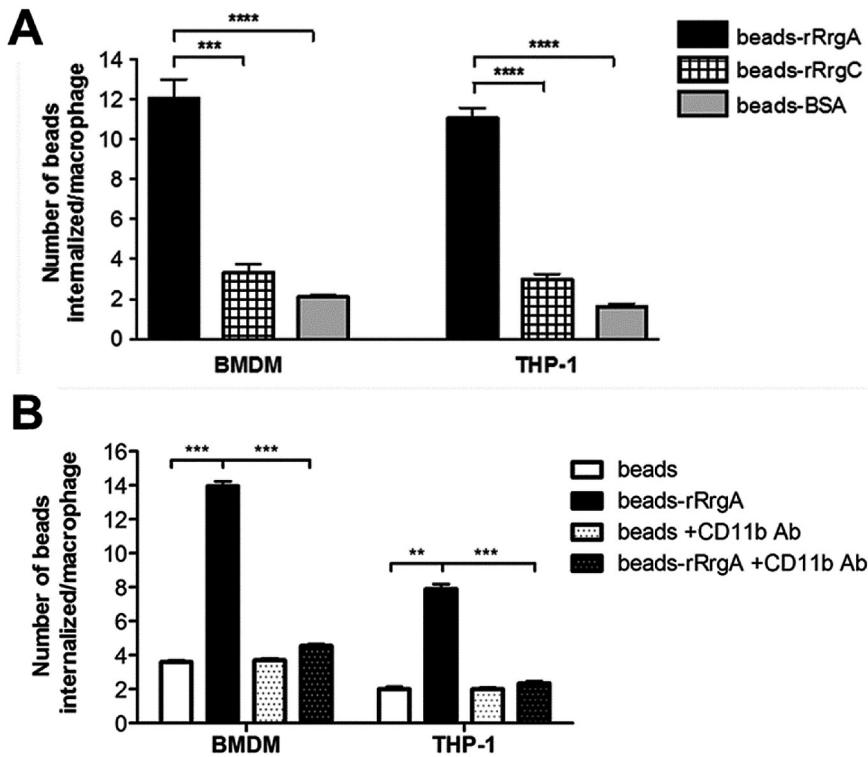 A
Number of beads
internalized/macrophage
14
12
10
8
6
4
2
0
****
***
****
****
BMDM
THP-1
beads-rRrgA
beads-rRrgC
beads-BSA
B
Number of beads
internalized/macrophage
16
14
12
10
8
6
4
2
0
*** ***
** ***
BMDM
THP-1
beads
beads-rRrgA
beads +CD11b Ab
beads-rRrgA +CD11b Ab